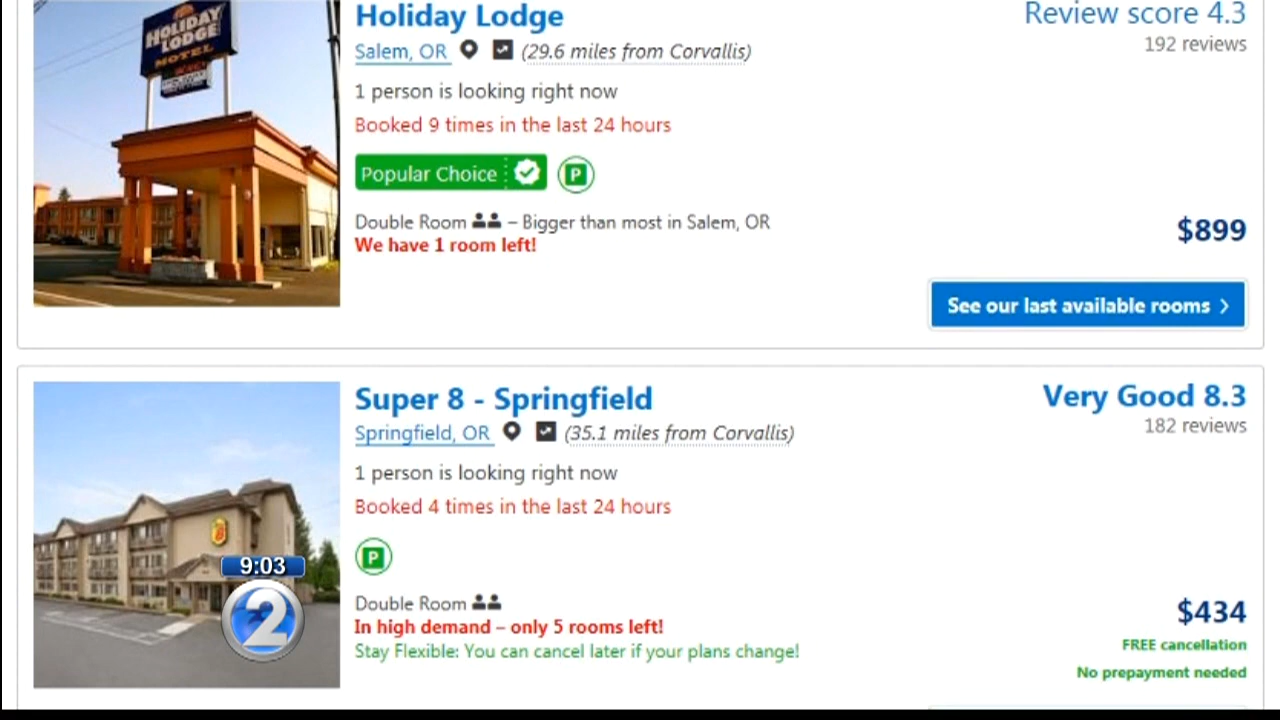 HOLIDAY
LODGE
MOTEL
Holiday Lodge
Review score 4.3
Salem, OR (29.6 miles from Corvallis)
192 reviews
1 person is looking right now
Booked 9 times in the last 24 hours
Popular Choice
P
Double Room – Bigger than most in Salem, OR
We have 1 room left!
$899
See our last available rooms >
Super 8 - Springfield
Very Good 8.3
Springfield, OR (35.1 miles from Corvallis)
182 reviews
1 person is looking right now
Booked 4 times in the last 24 hours
P
8
9:03
2
Double Room
In high demand – only 5 rooms left!
$434
Stay Flexible: You can cancel later if your plans change!
FREE cancellation
No prepayment needed